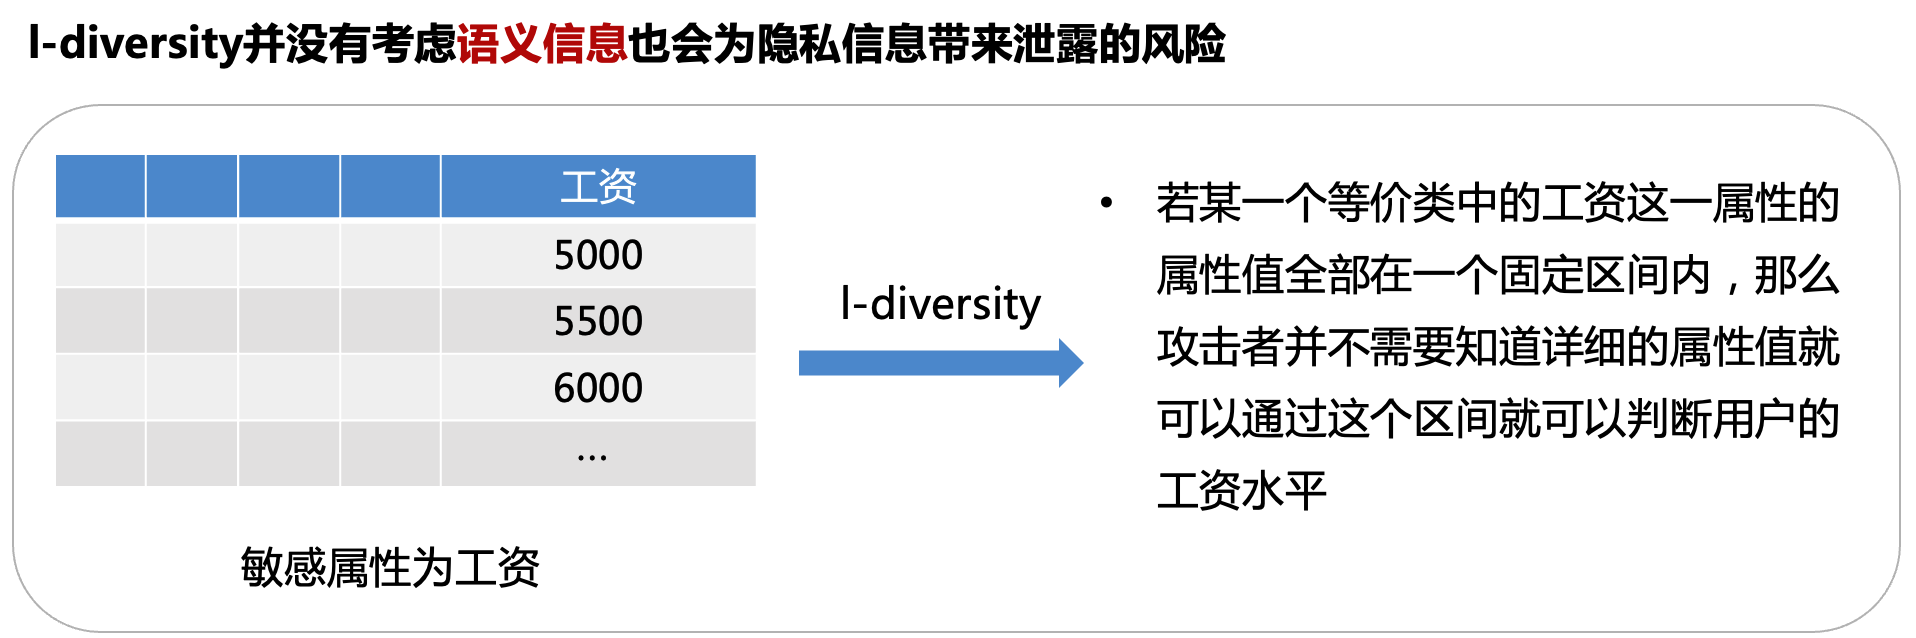 l-diversity并没有考虑语义信息也会为隐私信息带来泄露的风险
工资
5000
5500
6000
...
敏感属性为工资
l-diversity
• 若某一个等价类中的工资这一属性的
属性值全部在一个固定区间内，那么
攻击者并不需要知道详细的属性值就
可以通过这个区间就可以判断用户的
工资水平